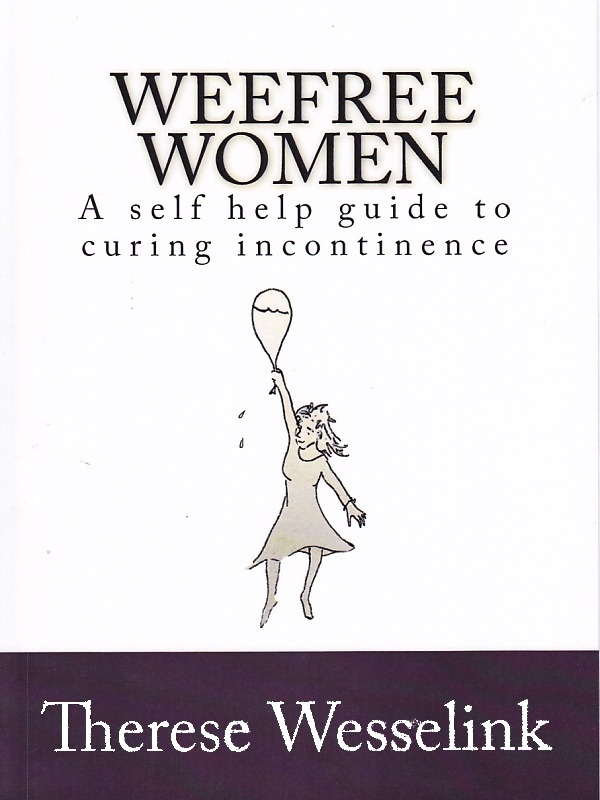 WEEFREE
WOMEN
A self help guide to
curing incontinence
Therese Wesselink